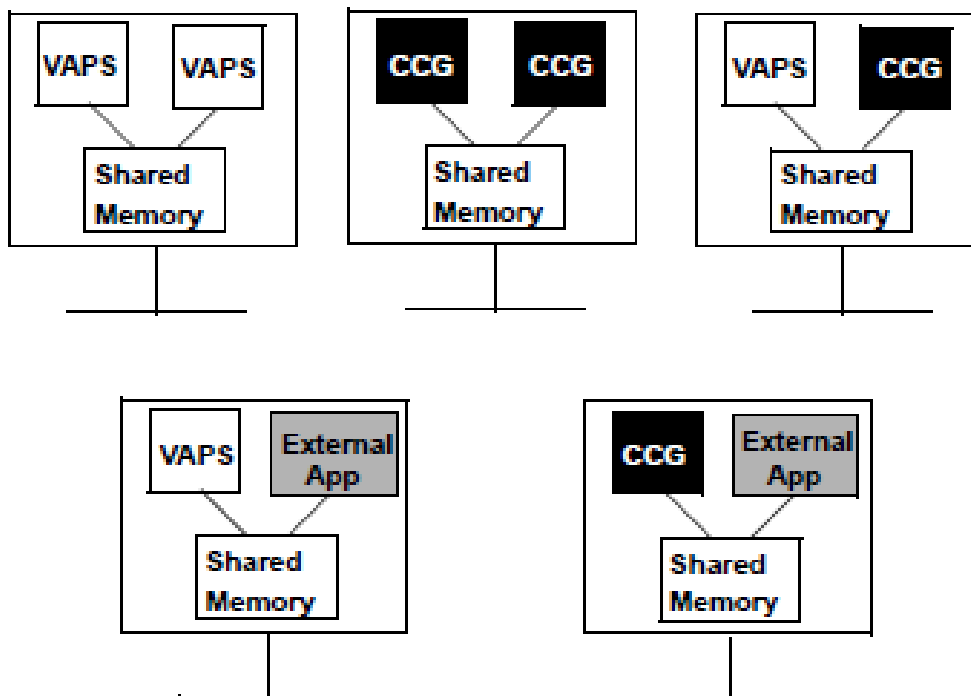 VAPS VAPS
Shared
Memory
CCG CCG
Shared
Memory
VAPS CCG
Shared
Memory
VAPS External
App
Shared
Memory
CCG External
App
Shared
Memory